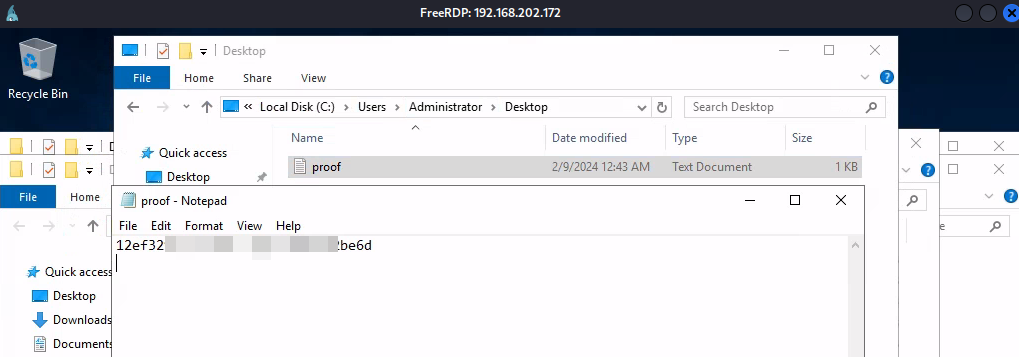 FreeRDP: 192.168.202.172
Recycle Bin
Desktop
File Home Share View
« Local Disk (C:) > Users > Administrator > Desktop
Search Desktop
Name Date modified Type Size
Quick access
Desktop
proof 2/9/2024 12:43 AM Text Document 1 KB
File Home
proof - Notepad
File Edit Format View Help
12ef32 be6d
Quick access
Desktop
Downloads
Documents